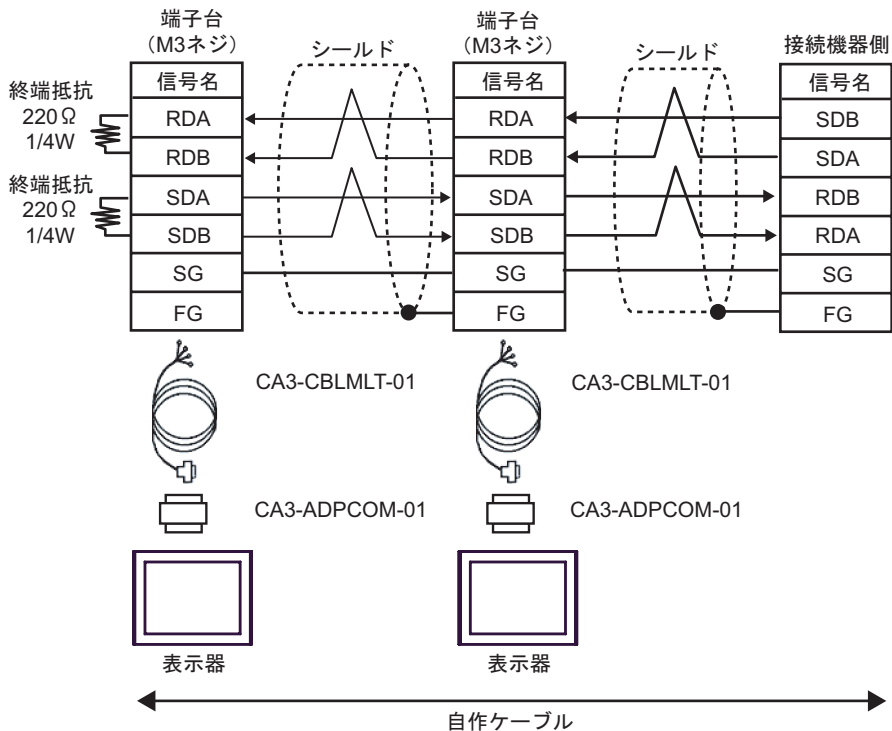 端子台
（M3ネジ）
シールド
端子台
（M3ネジ）
シールド
接続機器側
終端抵抗
220Ω
1/4W
終端抵抗
220Ω
1/4W
信号名
RDA
RDB
SDA
SDB
SG
FG
信号名
RDA
RDB
SDA
SDB
SG
FG
信号名
SDB
SDA
RDB
RDA
SG
FG
CA3-CBLMLT-01
CA3-CBLMLT-01
CA3-ADPCOM-01
CA3-ADPCOM-01
表示器
表示器
自作ケーブル